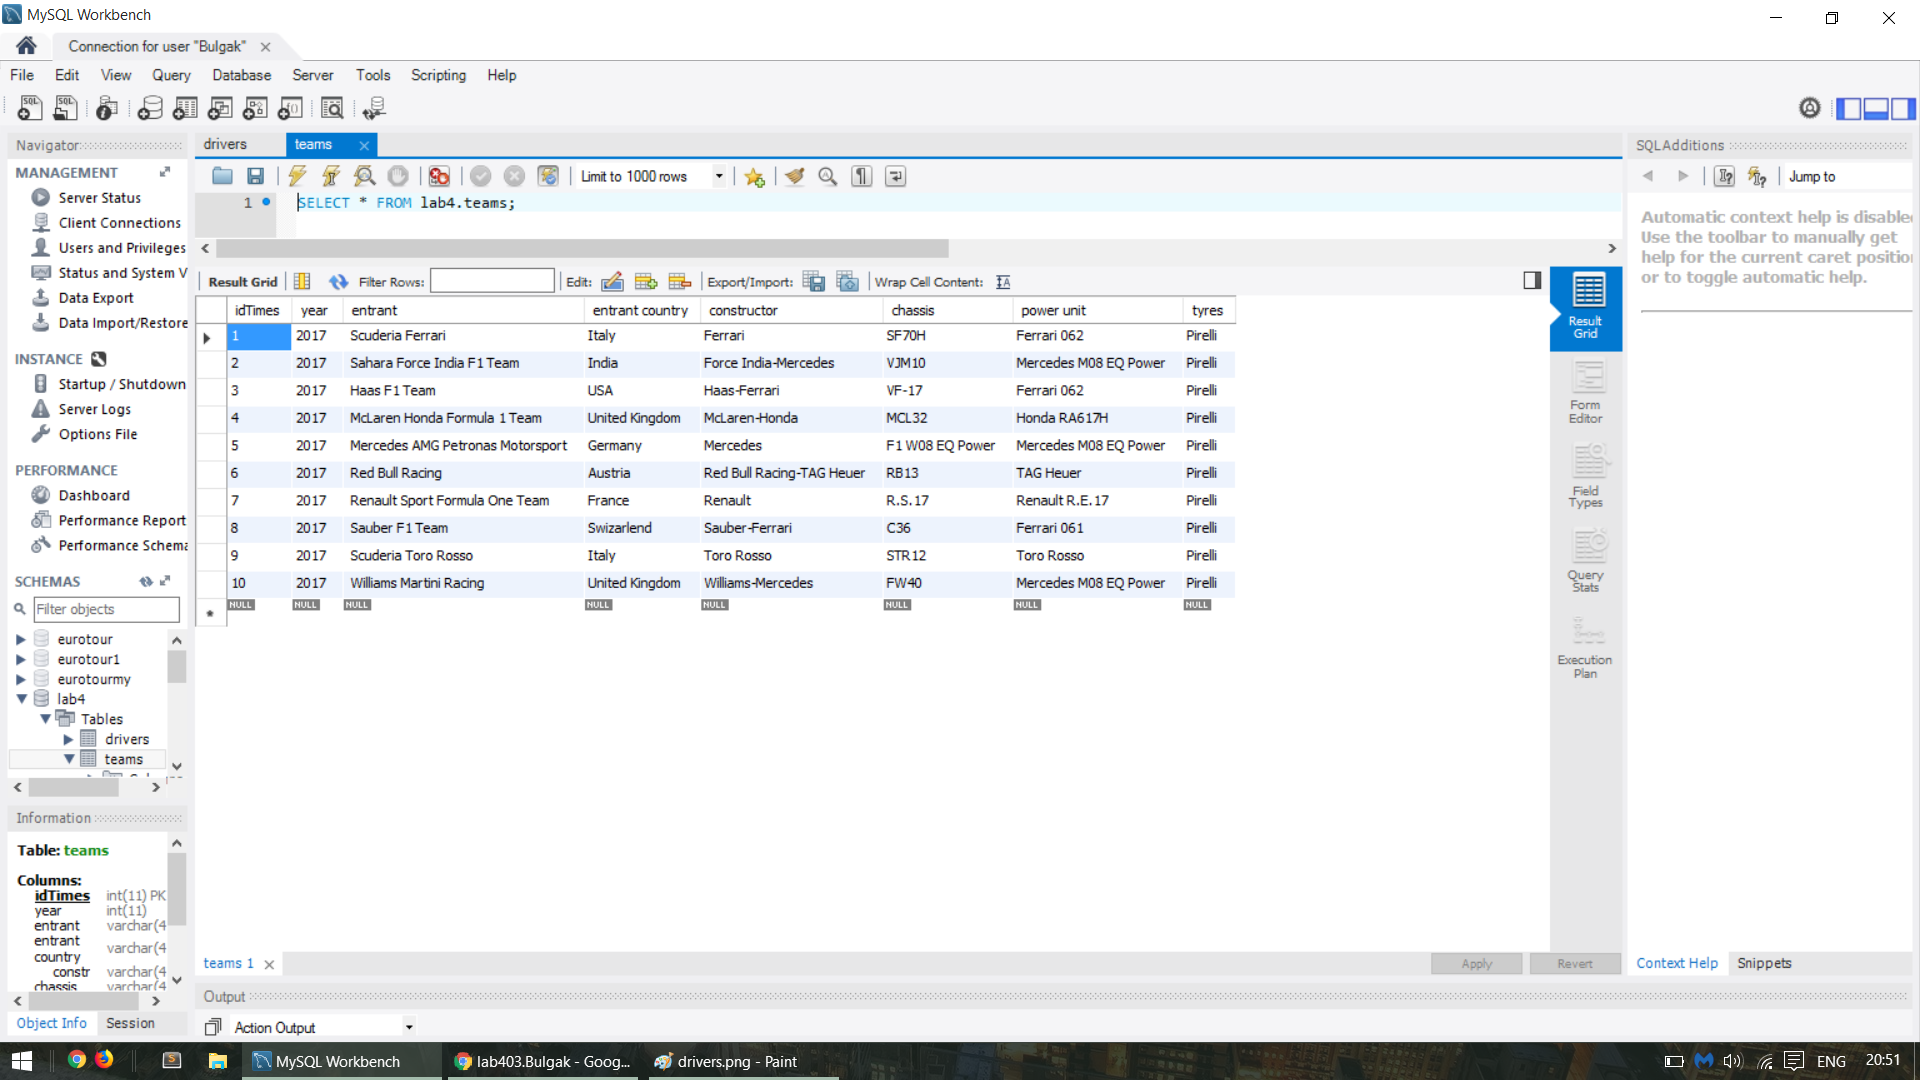 MySQL Workbench
Connection for user "Bulgak"
File Edit View Query Database Server Tools Scripting Help
Navigator
MANAGEMENT
Server Status
Client Connections
Users and Privileges
Status and System V
Data Export
Data Import/Restore
INSTANCE
Startup / Shutdown
Server Logs
Options File
PERFORMANCE
Dashboard
Performance Report
Performance Schema
SCHEMAS
Filter objects
eurotour
eurotour1
eurotourmy
lab4
Tables
drivers
teams
Information
Table: teams
Columns:
idTimes int(11) PK
year int(11)
entrant varchar(4
entrant
country varchar(4
constr varchar(4
chassis varchar(4
Object Info Session
drivers teams
Limit to 1000 rows
1 SELECT * FROM lab4.teams;
Result Grid Filter Rows: Edit: Export/Import: Wrap Cell Content:
idTimes year entrant entrant country constructor chassis power unit tyres
1 2017 Scuderia Ferrari Italy Ferrari SF70H Ferrari 062 Pirelli
2 2017 Sahara Force India F1 Team India Force India-Mercedes VJM10 Mercedes M08 EQ Power Pirelli
3 2017 Haas F1 Team USA Haas-Ferrari VF-17 Ferrari 062 Pirelli
4 2017 McLaren Honda Formula 1 Team United Kingdom McLaren-Honda MCL32 Honda RA617H Pirelli
5 2017 Mercedes AMG Petronas Motorsport Germany Mercedes F1 W08 EQ Power Mercedes M08 EQ Power Pirelli
6 2017 Red Bull Racing Austria Red Bull Racing-TAG Heuer RB13 TAG Heuer Pirelli
7 2017 Renault Sport Formula One Team France Renault R.S.17 Renault R.E.17 Pirelli
8 2017 Sauber F1 Team Swizarlend Sauber-Ferrari C36 Ferrari 061 Pirelli
9 2017 Scuderia Toro Rosso Italy Toro Rosso STR12 Toro Rosso Pirelli
10 2017 Williams Martini Racing United Kingdom Williams-Mercedes FW40 Mercedes M08 EQ Power Pirelli
NULL NULL NULL NULL NULL NULL NULL NULL
Result
Grid
Form
Editor
Field
Types
Query
Stats
Execution
Plan
teams 1
Apply Revert
Output
Action Output
SQLAdditions
Jump to
Automatic context help is disabled
Use the toolbar to manually get
help for the current caret position
or to toggle automatic help.
Context Help Snippets
MySQL Workbench
lab403.Bulgak - Goog...
drivers.png - Paint
ENG 20:51